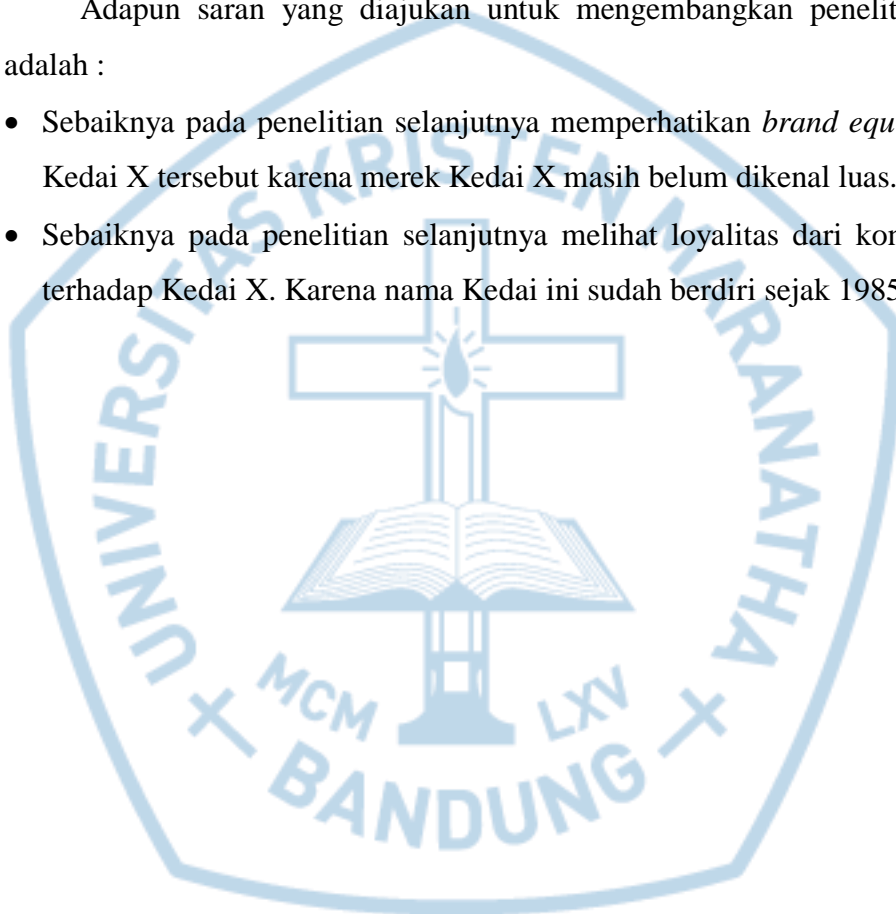 Adapun saran yang diajukan untuk mengembangkan penelit
adalah :
• Sebaiknya pada penelitian selanjutnya memperhatikan brand equ
Kedai X tersebut karena merek Kedai X masih belum dikenal luas.
• Sebaiknya pada penelitian selanjutnya melihat loyalitas dari kon
terhadap Kedai X. Karena nama Kedai ini sudah berdiri sejak 1985
UNIVERSITAS KRISTEN MARANATHA
MCM LXV
BANDUNG